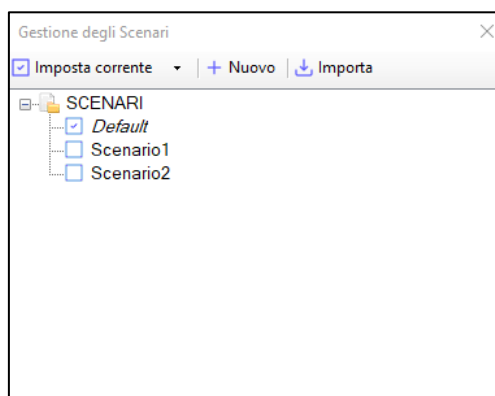 Gestione degli Scenari
Imposta corrente Nuovo Importa
SCENARI
Default
Scenario1
Scenario2